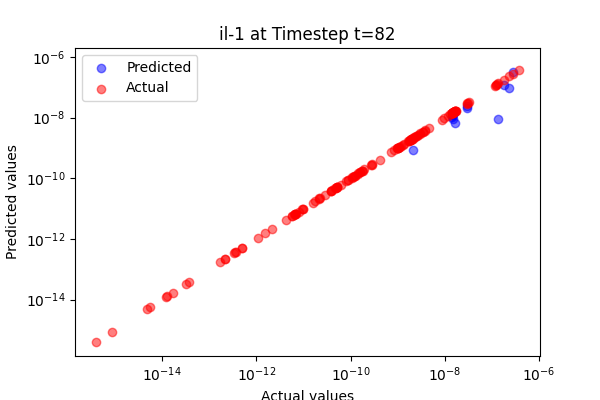 il-1 at Timestep t=82
Predicted
Actual
Predicted values
10^-6
10^-8
10^-10
10^-12
10^-14
10^-14
10^-12
10^-10
10^-8
10^-6
Actual values